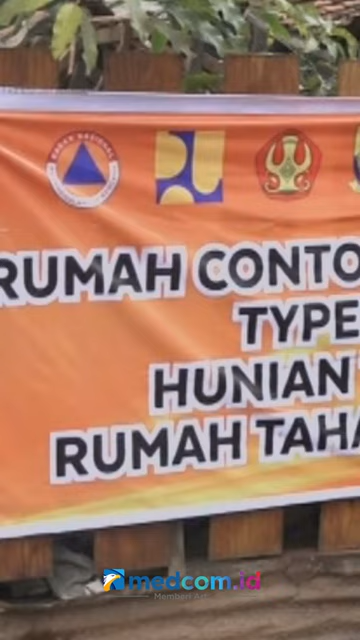 RUMAH CONTO
TYPE
HUNIAN
RUMAH TAHA
medcom.id